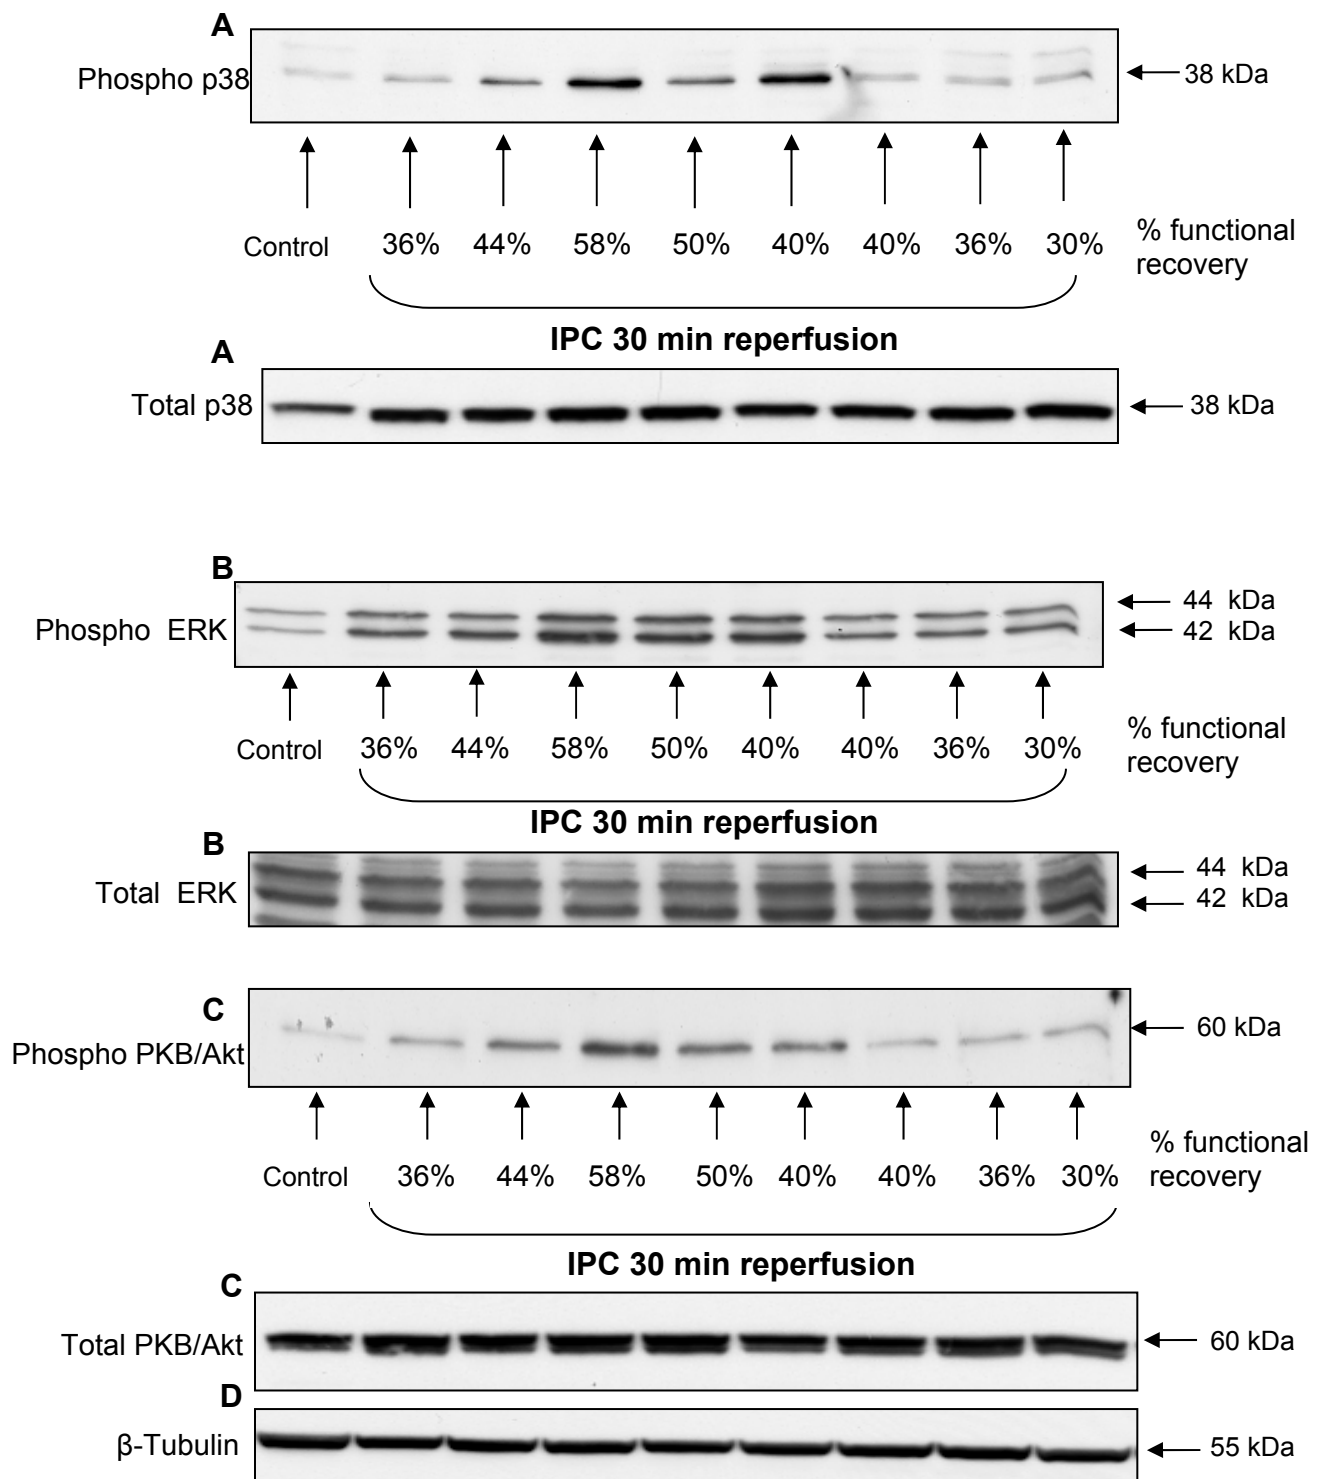 A
Phospho p38
38 kDa
Control 36% 44% 58% 50% 40% 40% 36% 30%
% functional
recovery
IPC 30 min reperfusion
A
Total p38
38 kDa
B
Phospho ERK
44 kDa
42 kDa
Control 36% 44% 58% 50% 40% 40% 36% 30%
% functional
recovery
IPC 30 min reperfusion
B
Total ERK
44 kDa
42 kDa
C
Phospho PKB/Akt
60 kDa
Control 36% 44% 58% 50% 40% 40% 36% 30%
% functional
recovery
IPC 30 min reperfusion
C
Total PKB/Akt
60 kDa
D
β-Tubulin
55 kDa